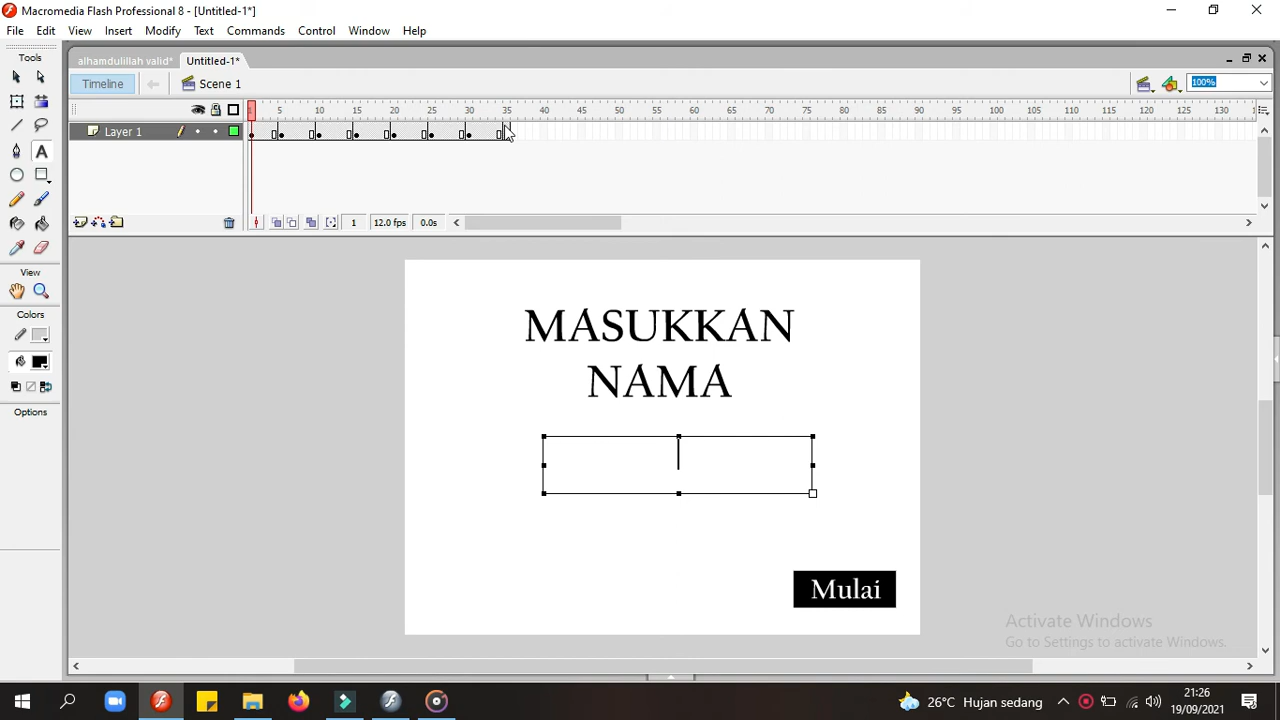 Macromedia Flash Professional 8 - [Untitled-1*]
File Edit View Insert Modify Text Commands Control Window Help
Tools
alhamdulillah valid* Untitled-1*
Timeline Scene 1 100%
5 10 15 20 25 30 35 40 45 50 55 60 65 70 75 80 85 90 95 100 105 110 115 120 125 130
Layer 1
A
1 12.0 fps 0.0s
View
Colors
Options
MASUKKAN
NAMA
Mulai
Activate Windows
Go to Settings to activate Windows.
26°C Hujan sedang
21:26
19/09/2021